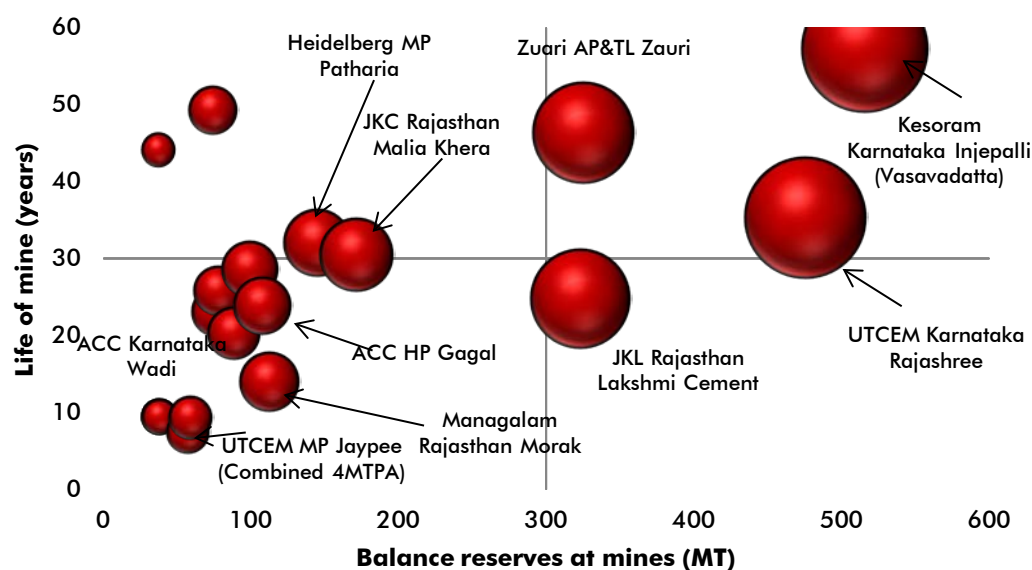 60
50
40
30
20
10
0
Life of mine (years)
Heidelberg MP
Patharia
JKC Rajasthan
Malia Khera
Zuari AP&TL Zauri
Kesoram
Karnataka Injepalli
(Vasavadatta)
UTCEM Karnataka
Rajashree
JKL Rajasthan
Lakshmi Cement
ACC Karnataka
Wadi
ACC HP Gagal
Managalam
Rajasthan Morak
UTCEM MP Jaypee
(Combined 4MTPA)
0 100 200 300 400 500 600
Balance reserves at mines (MT)